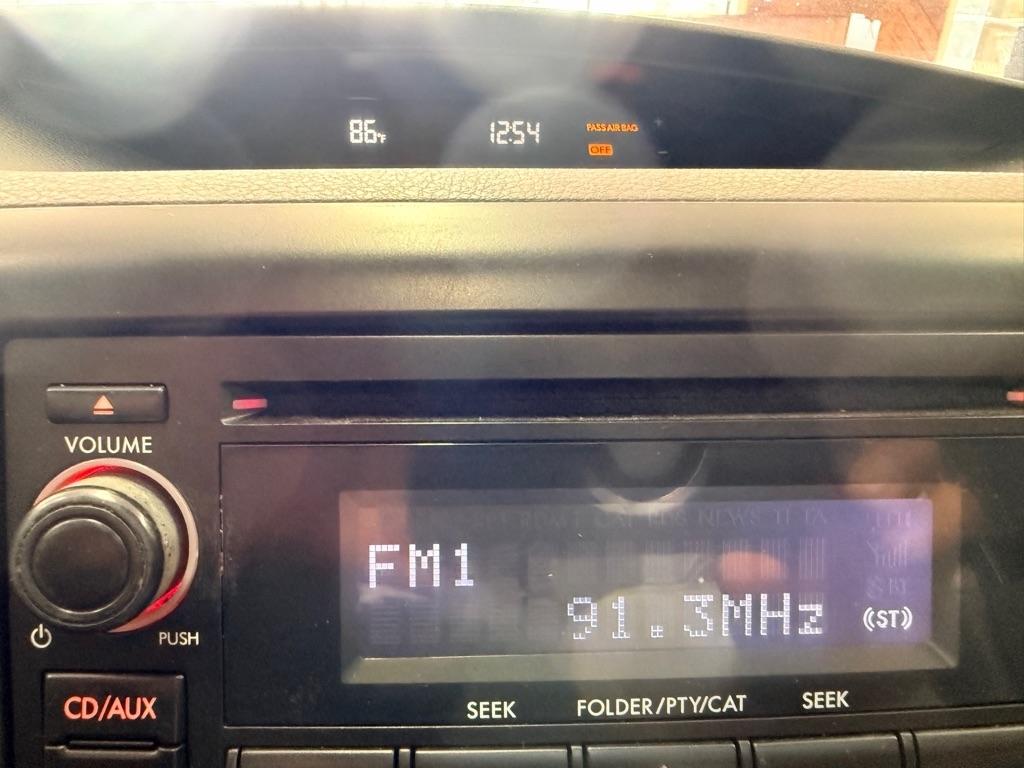 86°F 12:54 PASS AIR BAG
OFF
VOLUME
FM1
91.3MHz (ST)
PUSH
CD/AUX
SEEK FOLDER/PTY/CAT SEEK